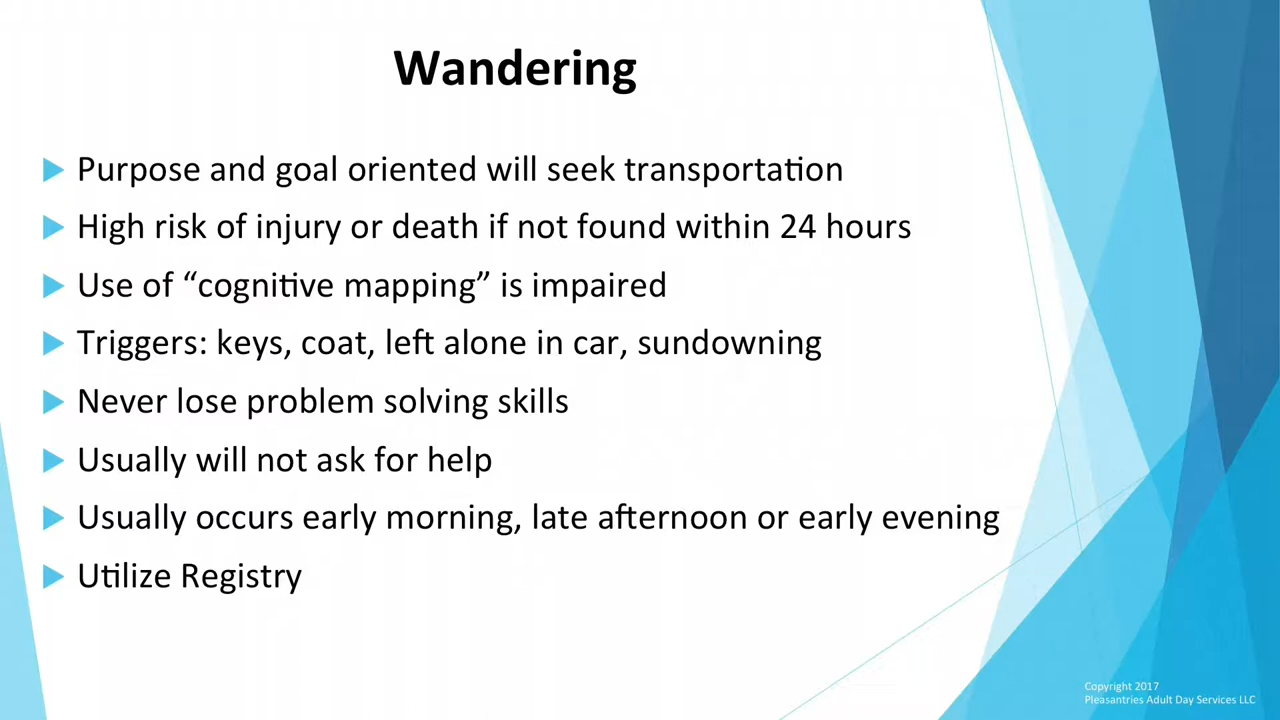 Wandering
Purpose and goal oriented will seek transportation
High risk of injury or death if not found within 24 hours
Use of “cognitive mapping” is impaired
Triggers: keys, coat, left alone in car, sundowning
Never lose problem solving skills
Usually will not ask for help
Usually occurs early morning, late afternoon or early evening
Utilize Registry
Copyright 2017
Pleasantries Adult Day Services LLC